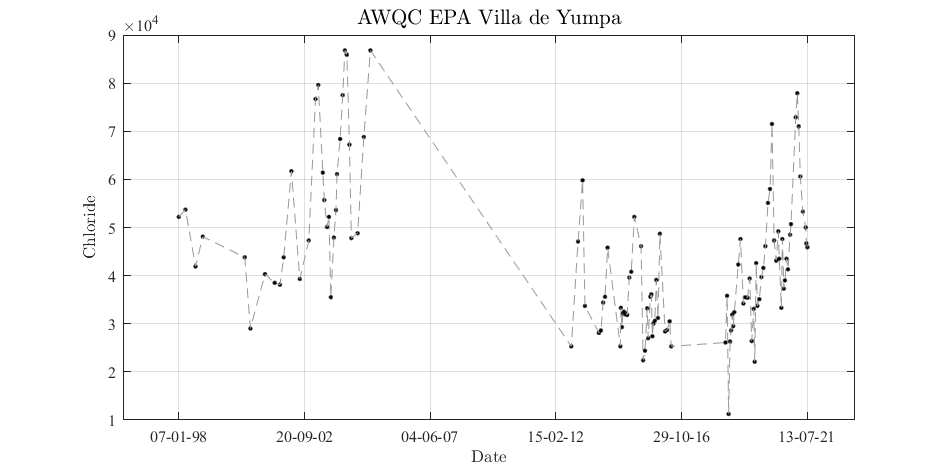 AWQC EPA Villa de Yumpa
×10⁴
9
8
7
6
5
4
3
2
1
Chloride
07-01-98 20-09-02 04-06-07 15-02-12 29-10-16 13-07-21
Date